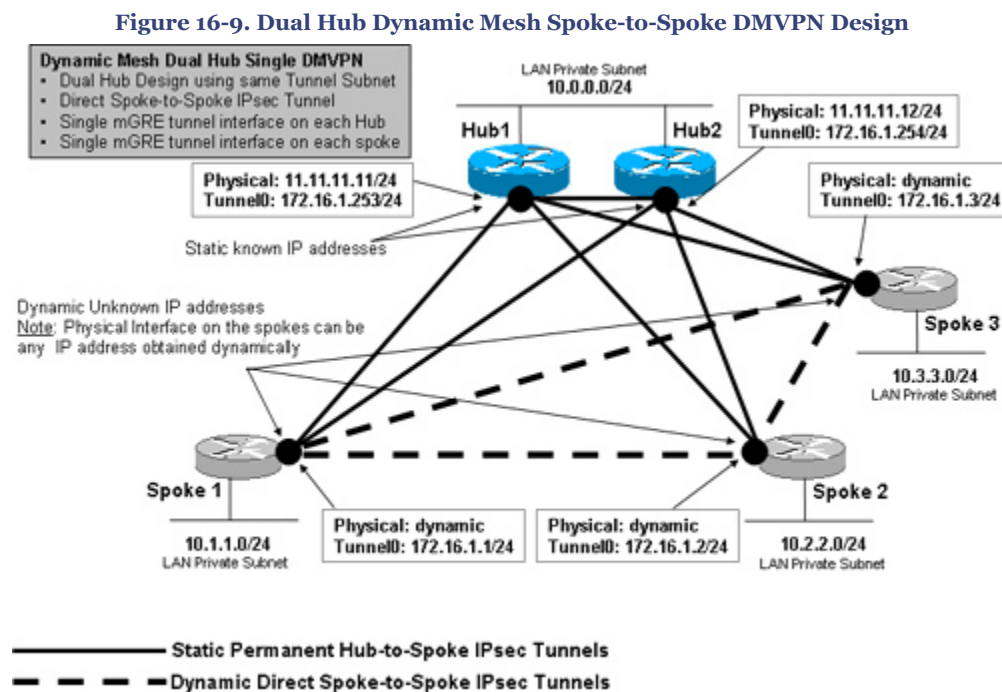 Figure 16-9. Dual Hub Dynamic Mesh Spoke-to-Spoke DMVPN Design
Dynamic Mesh Dual Hub Single DMVPN
▪ Dual Hub Design using same Tunnel Subnet
▪ Direct Spoke-to-Spoke IPsec Tunnel
▪ Single mGRE tunnel interface on each Hub
▪ Single mGRE tunnel interface on each spoke
LAN Private Subnet
10.0.0.0/24
Hub1
Hub2
Physical: 11.11.11.12/24
Tunnel0: 172.16.1.254/24
Physical: 11.11.11.11/24
Tunnel0: 172.16.1.253/24
Physical: dynamic
Tunnel0: 172.16.1.3/24
Static known IP addresses
Dynamic Unknown IP addresses
Note: Physical Interface on the spokes can be
any IP address obtained dynamically
Spoke 3
10.3.3.0/24
LAN Private Subnet
Spoke 1
Spoke 2
Physical: dynamic
Tunnel0: 172.16.1.1/24
Physical: dynamic
Tunnel0: 172.16.1.2/24
10.1.1.0/24
LAN Private Subnet
10.2.2.0/24
LAN Private Subnet
Static Permanent Hub-to-Spoke IPsec Tunnels
Dynamic Direct Spoke-to-Spoke IPsec Tunnels